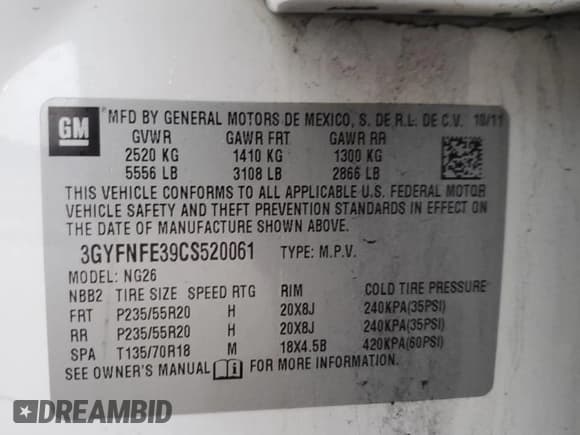 GM
MFD BY GENERAL MOTORS DE MEXICO, S. DE R.L. DE C.V. 10/11
GVWR GAWR FRT GAWR RR
2520 KG 1410 KG 1300 KG
5556 LB 3108 LB 2866 LB
THIS VEHICLE CONFORMS TO ALL APPLICABLE U.S. FEDERAL MOTOR
VEHICLE SAFETY AND THEFT PREVENTION STANDARDS IN EFFECT ON
THE DATE OF MANUFACTURE SHOWN ABOVE.
3GYFNFE39CS520061 TYPE: M.P.V.
MODEL: NG26
NBB2 TIRE SIZE SPEED RTG RIM COLD TIRE PRESSURE
FRT P235/55R20 H 20X8J 240KPA(35PSI)
RR P235/55R20 H 20X8J 240KPA(35PSI)
SPA T135/70R18 M 18X4.5B 420KPA(60PSI)
SEE OWNER'S MANUAL i FOR MORE INFORMATION.
DREAMBID